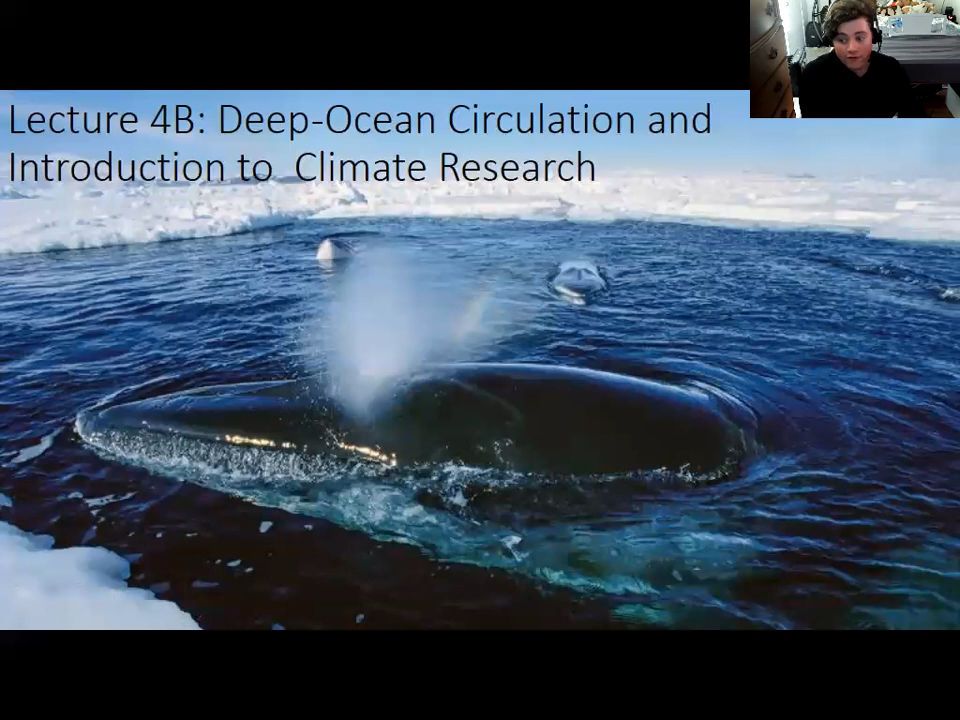 Lecture 4B: Deep-Ocean Circulation and
Introduction to  Climate Research